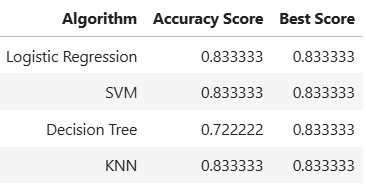 Algorithm Accuracy Score Best Score
Logistic Regression 0.833333 0.833333
SVM 0.833333 0.833333
Decision Tree 0.722222 0.833333
KNN 0.833333 0.833333